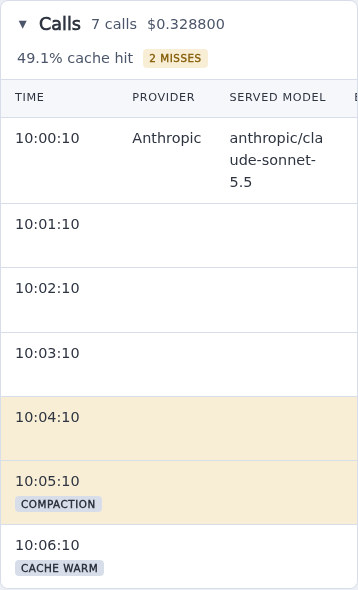 ▼ Calls 7 calls $0.328800
49.1% cache hit 2 MISSES
TIME PROVIDER SERVED MODEL
10:00:10 Anthropic anthropic/cla
ude-sonnet-
5.5
10:01:10
10:02:10
10:03:10
10:04:10
10:05:10
COMPACTION
10:06:10
CACHE WARM